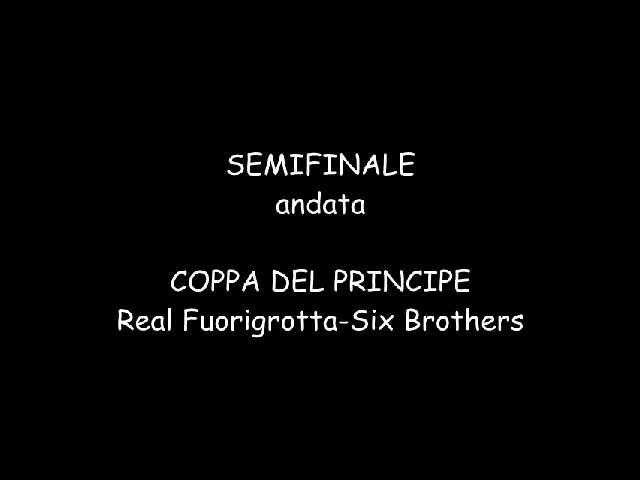 SEMIFINALE
andata
COPPA DEL PRINCIPE
Real Fuorigrotta-Six Brothers